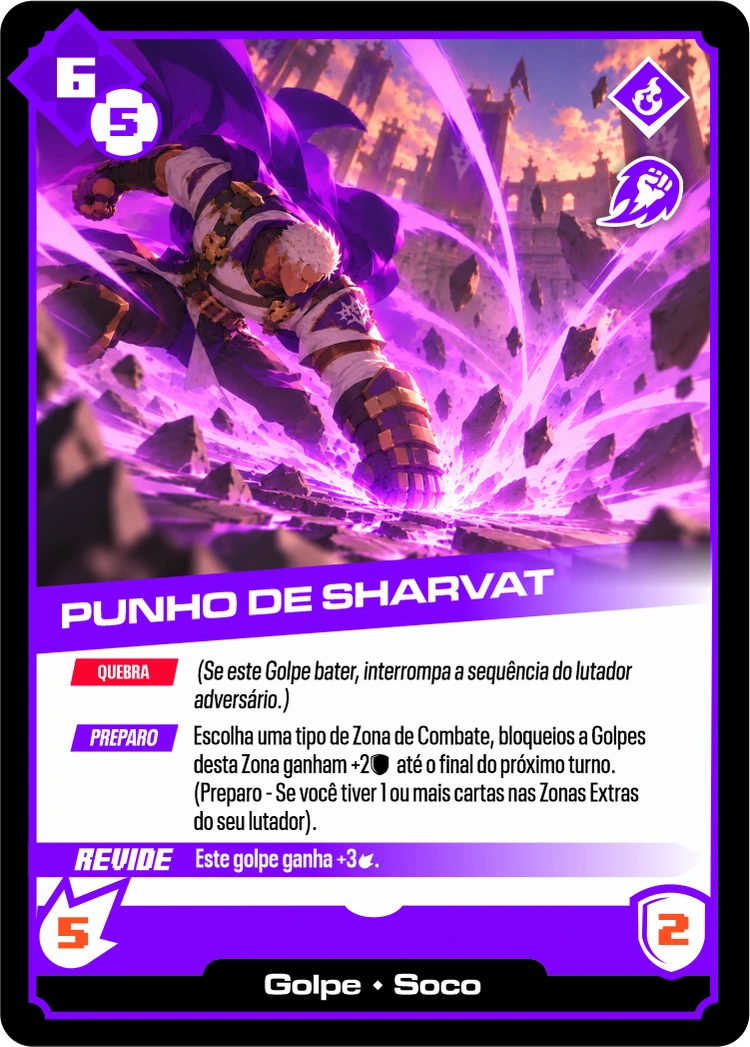 6
5
PUNHO DE SHARVAT
QUEBRA (Se este Golpe bater, interrompa a sequência do lutador
adversário.)
PREPARO Escolha uma tipo de Zona de Combate, bloqueios a Golpes
desta Zona ganham +2 até o final do próximo turno.
(Preparo - Se você tiver 1 ou mais cartas nas Zonas Extras
do seu lutador).
REVIDE Este golpe ganha +3.
5
2
Golpe • Soco